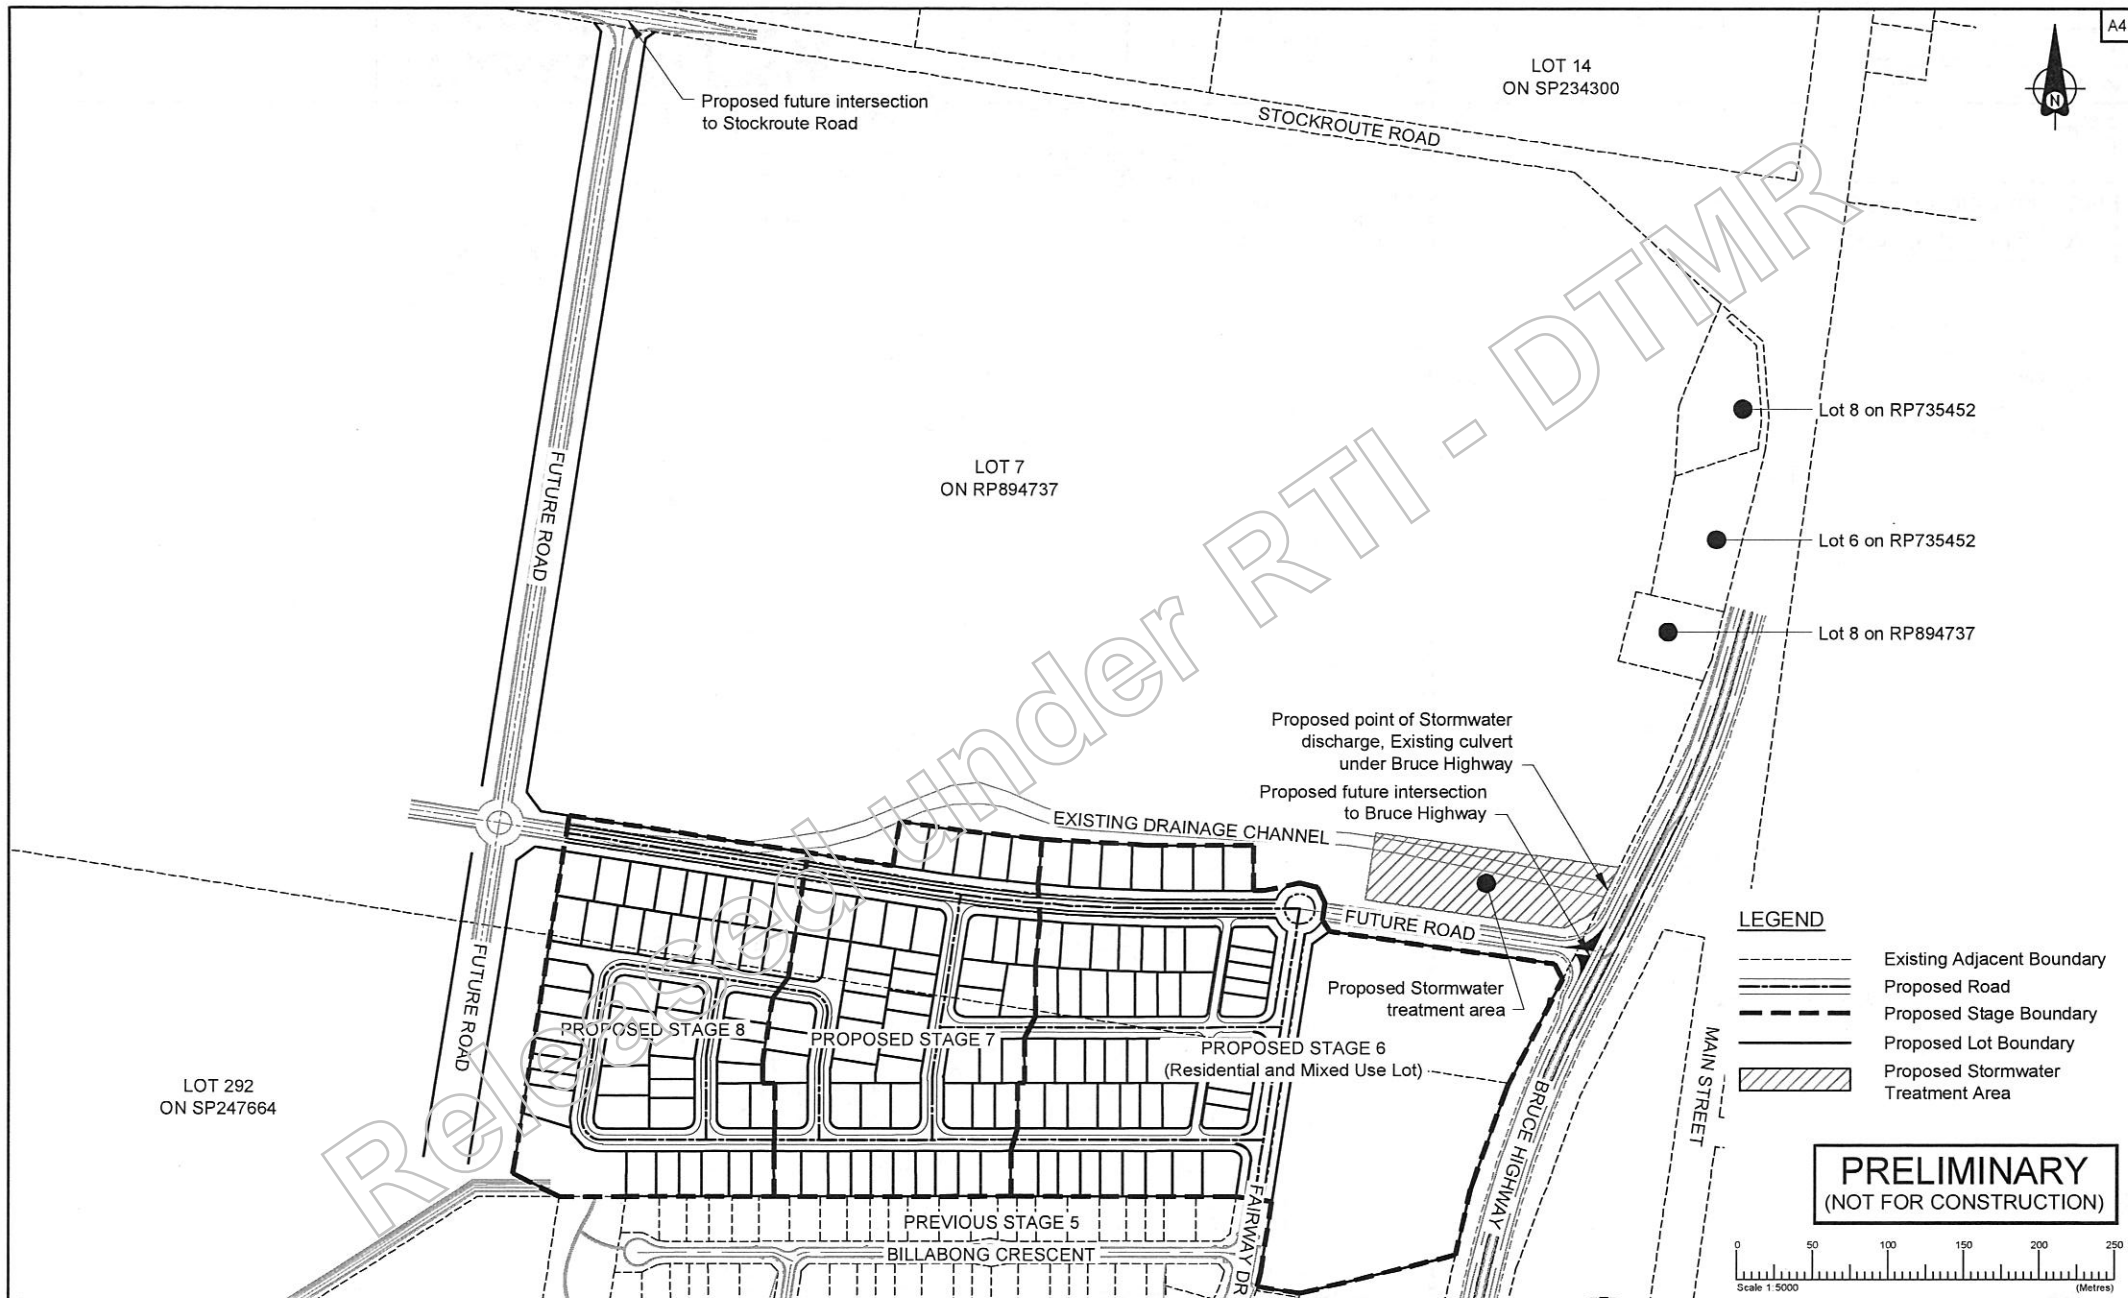 A4
LOT 14
ON SP234300
N
Proposed future intersection
to Stockroute Road
STOCKROUTE ROAD
Lot 8 on RP735452
LOT 7
ON RP894737
FUTURE ROAD
Lot 6 on RP735452
Lot 8 on RP894737
Proposed point of Stormwater
discharge, Existing culvert
under Bruce Highway
Proposed future intersection
to Bruce Highway
EXISTING DRAINAGE CHANNEL
FUTURE ROAD
LEGEND
Existing Adjacent Boundary
Proposed Road
Proposed Stage Boundary
Proposed Lot Boundary
Proposed Stormwater
Treatment Area
Proposed Stormwater
treatment area
FUTURE ROAD
PROPOSED STAGE 8
PROPOSED STAGE 7
PROPOSED STAGE 6
(Residential and Mixed Use Lot)
MAIN STREET
BRUCE HIGHWAY
LOT 292
ON SP247664
FAIRWAY DR
PREVIOUS STAGE 5
BILLABONG CRESCENT
PRELIMINARY
(NOT FOR CONSTRUCTION)
0 50 100 150 200 250
Scale 1:5000 (Metres)
Released under RTI - DTMR